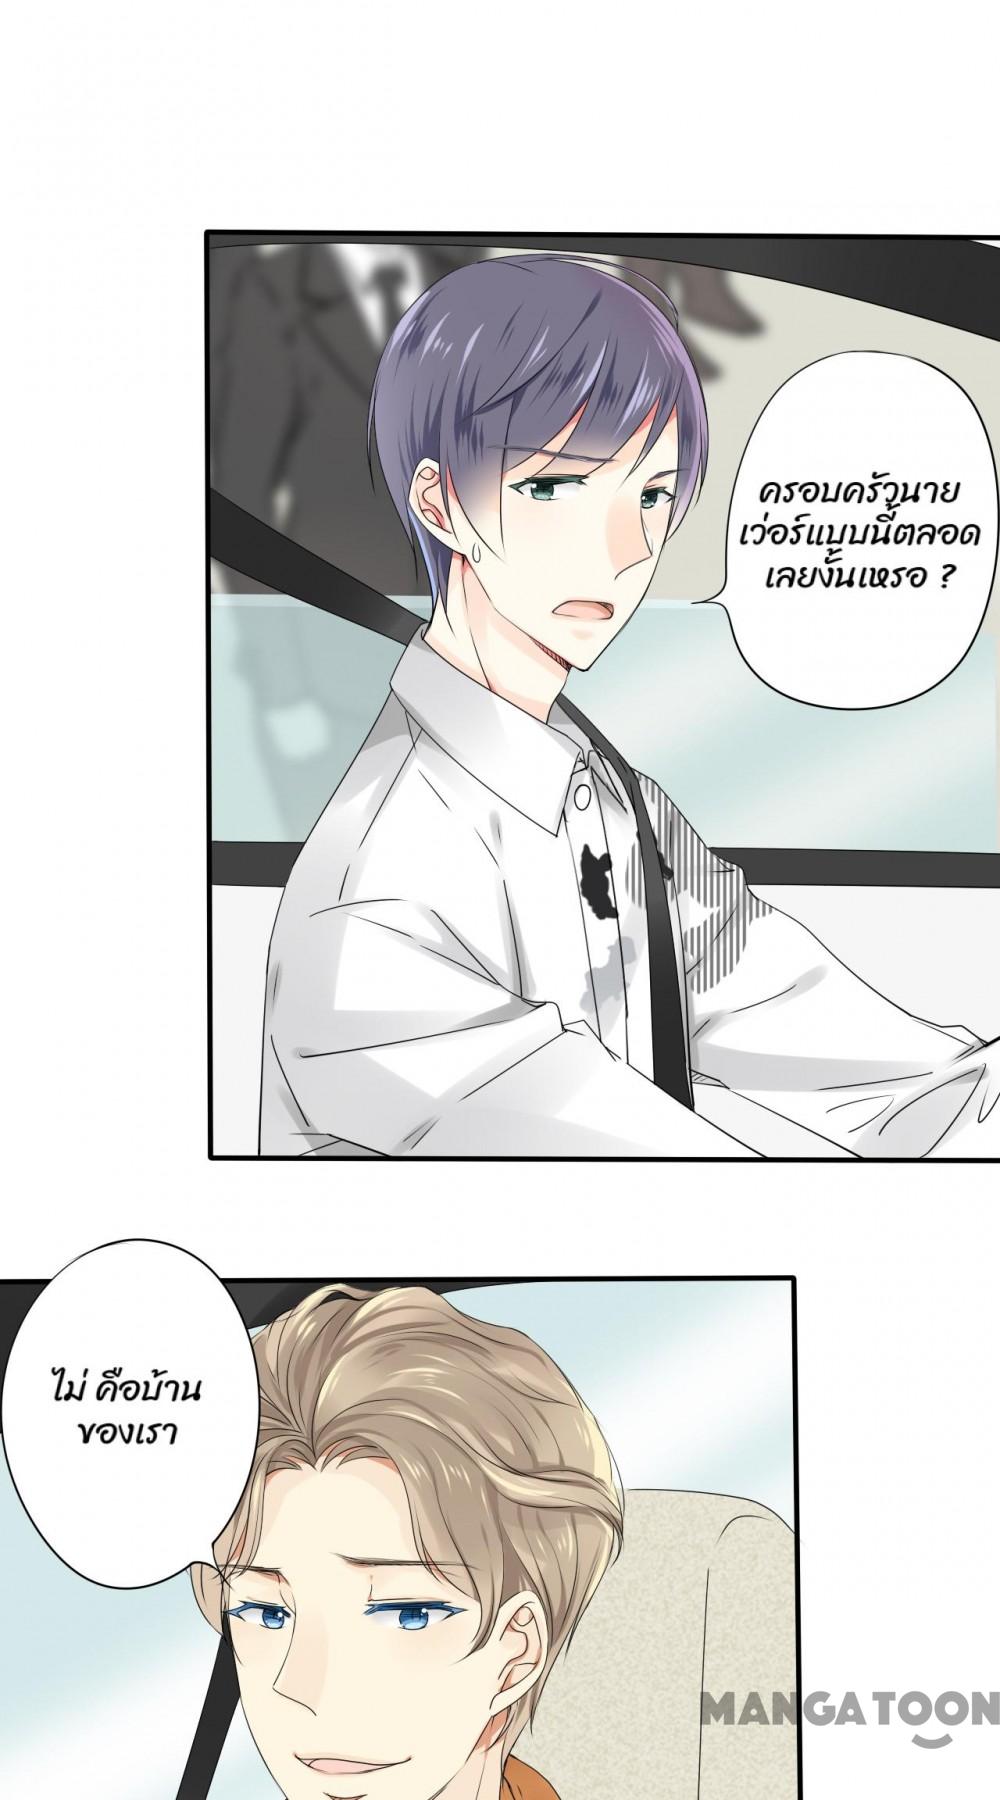 ครอบครัวนาย
เว่อร์แบบนี้ตลอด
เลยงั้นเหรอ ?
ไม่ คือบ้าน
ของเรา
MANGATOON